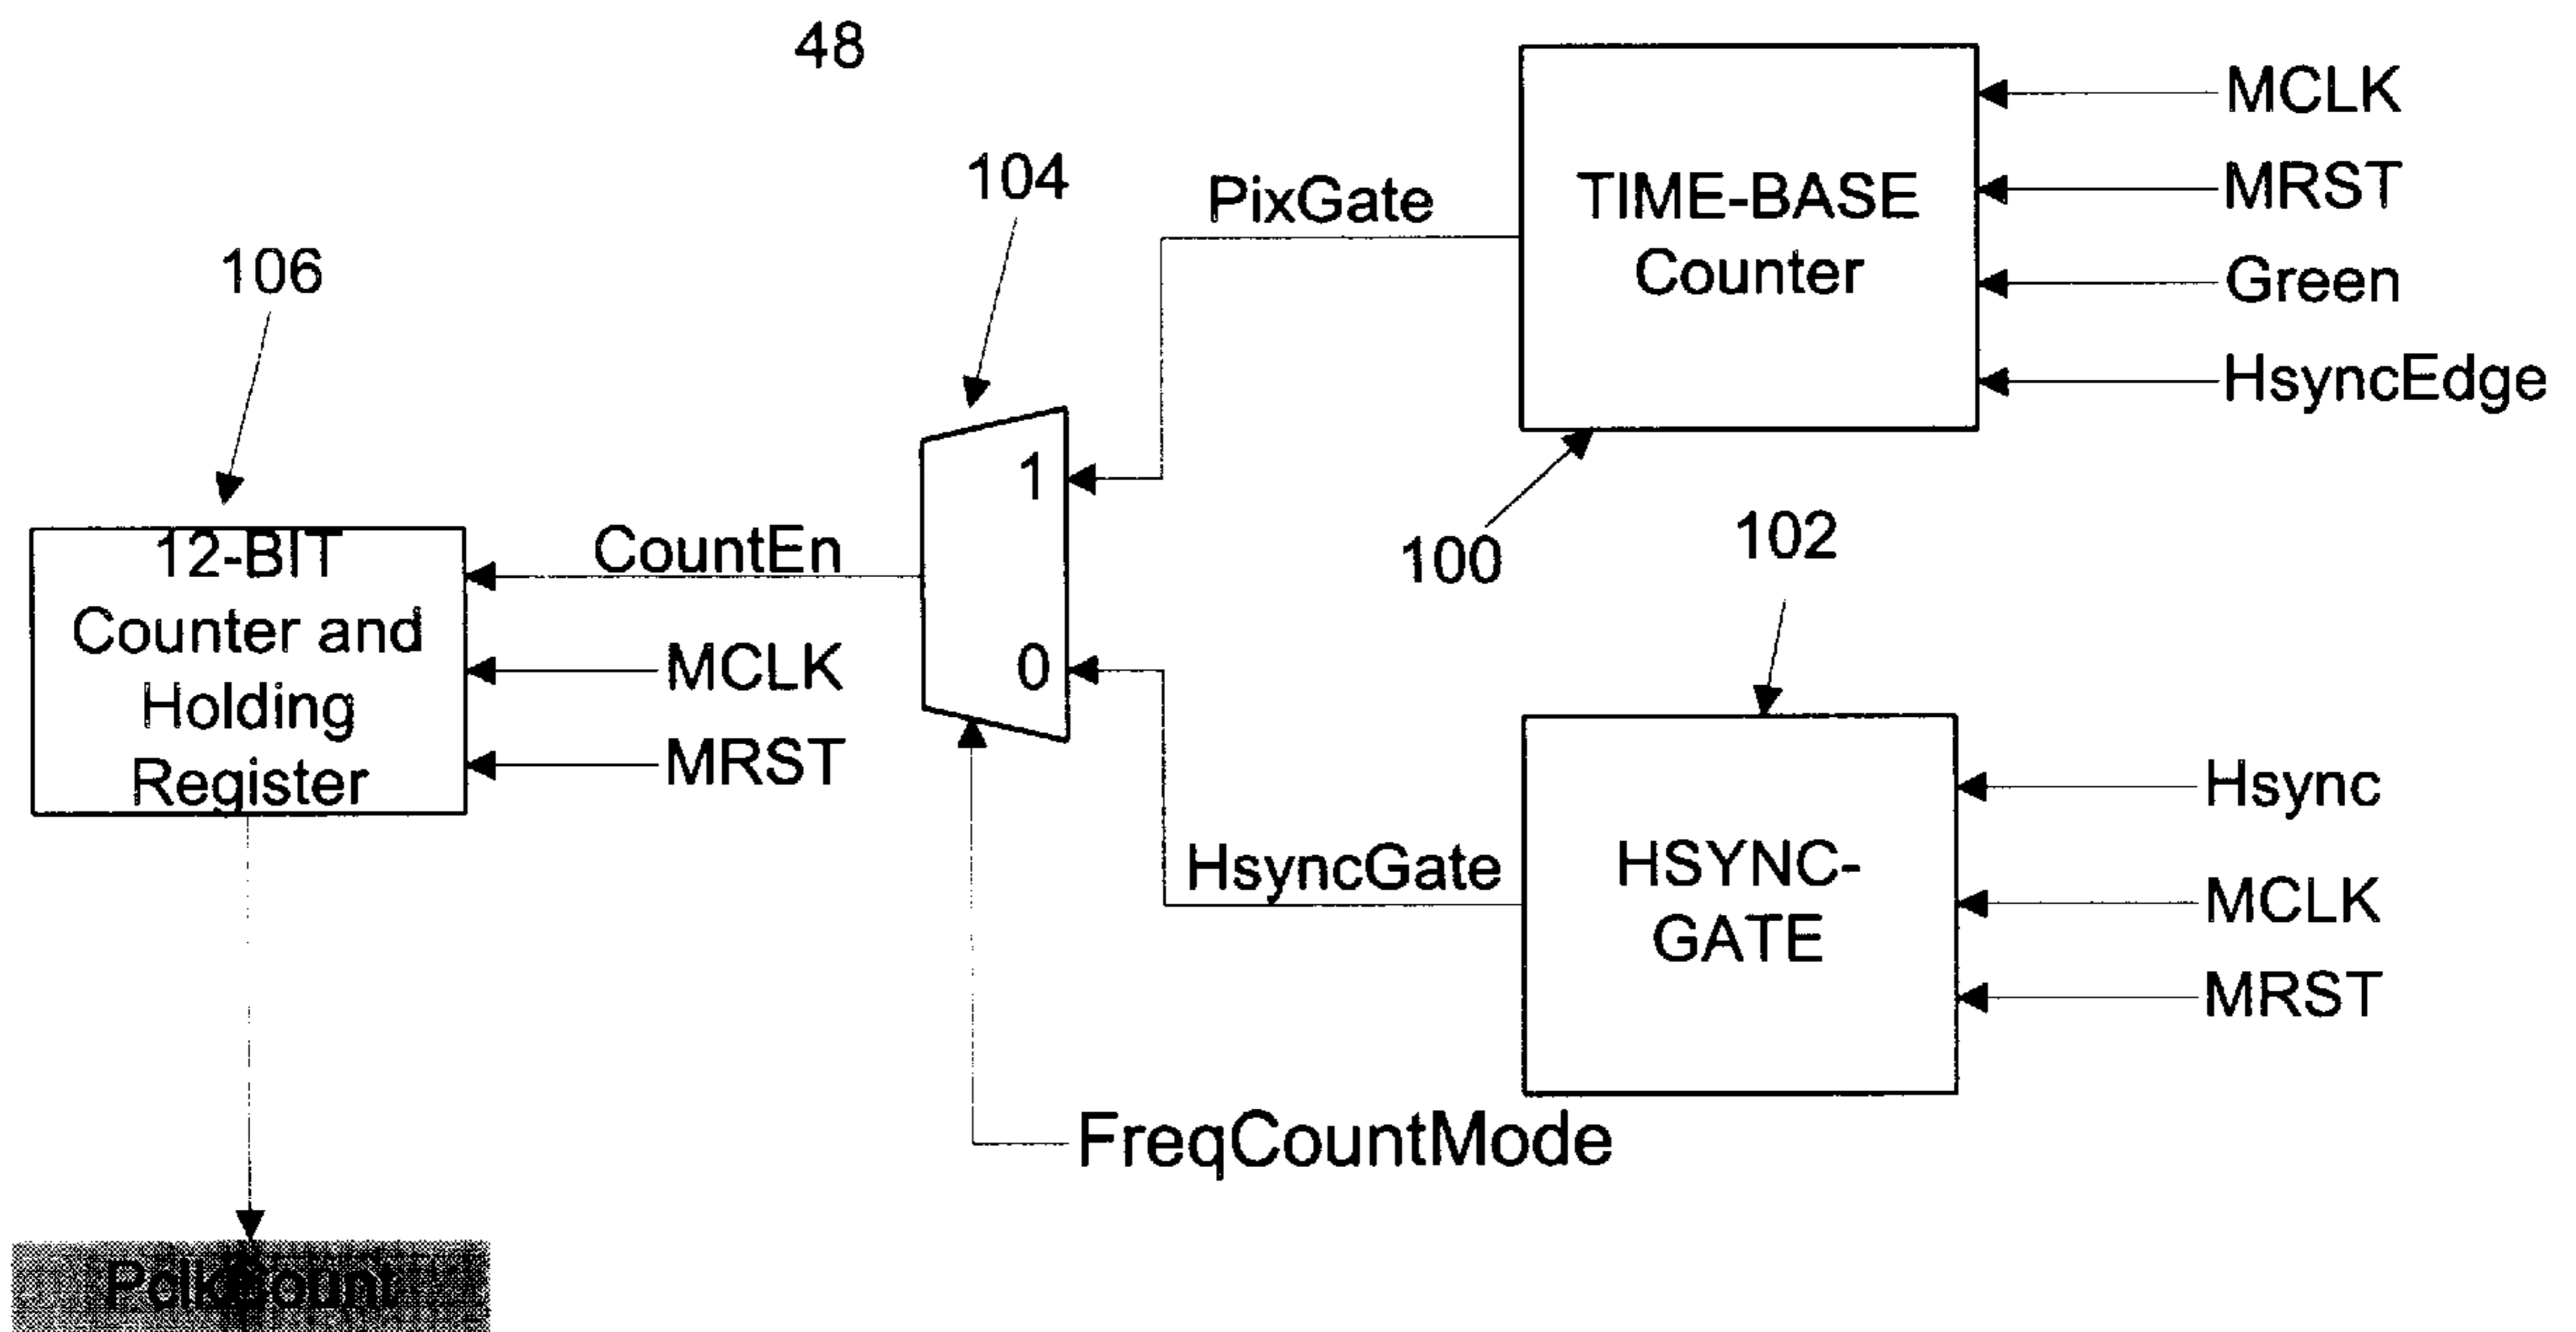 48
MCLK
104
PixGate
TIME-BASE
Counter
MRST
106
Green
HsyncEdge
1
100
102
12-BIT
Counter and
Holding
Register
CountEn
MCLK
MRST
0
Hsync
HsyncGate
HSYNC-
GATE
MCLK
MRST
FreqCountMode
PclkCount